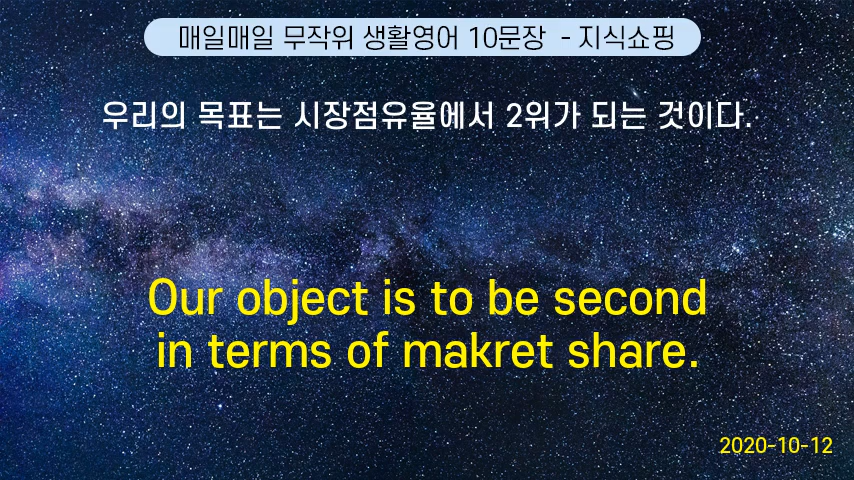 매일매일 무작위 생활영어 10문장 - 지식쇼핑
우리의 목표는 시장점유율에서 2위가 되는 것이다.
Our object is to be second
in terms of makret share.
2020-10-12